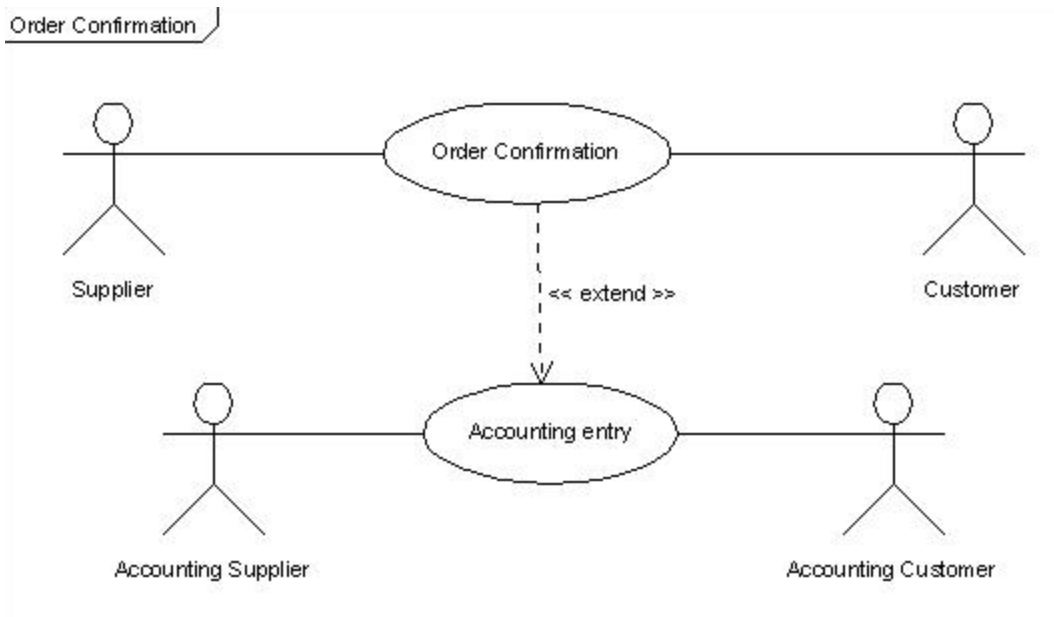 Order Confirmation
Order Confirmation
Supplier
Customer
<< extend >>
Accounting entry
Accounting Supplier
Accounting Customer